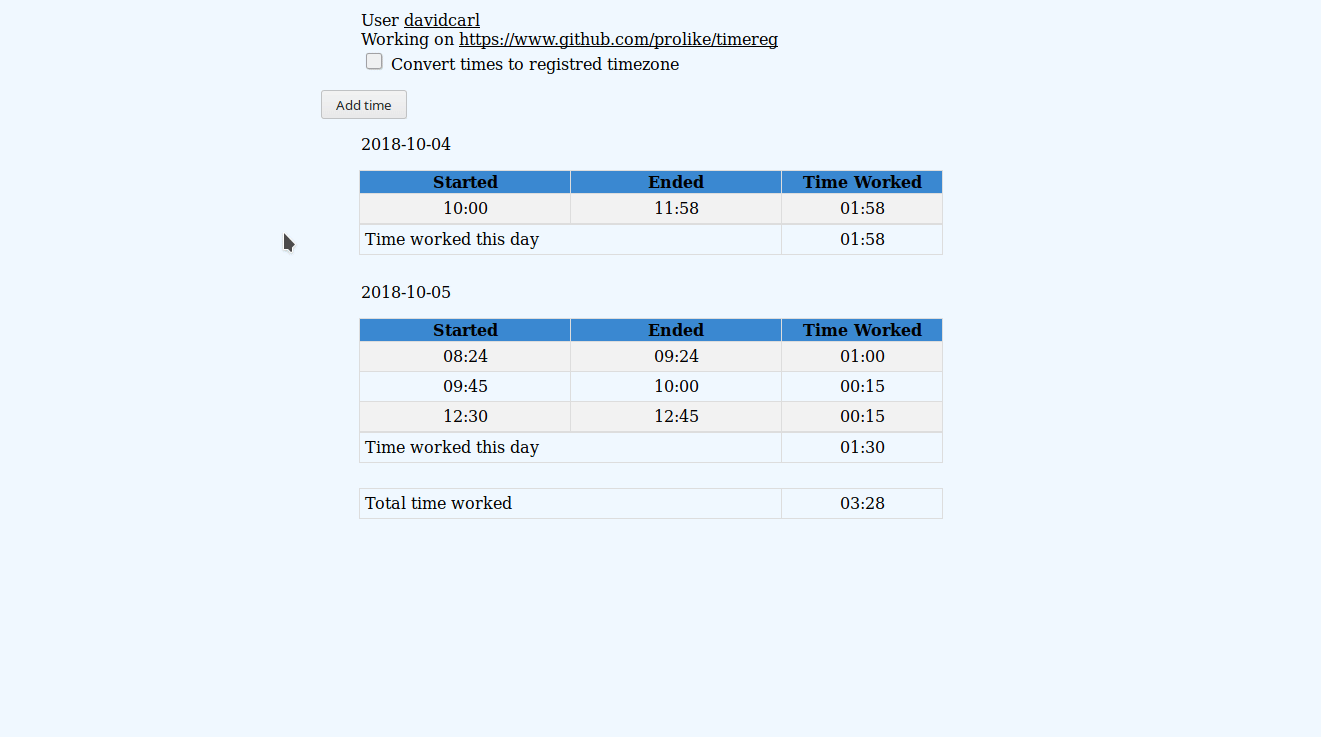 User davidcarl
Working on https://www.github.com/prolike/timereg
Convert times to registred timezone
Add time
2018-10-04
Started Ended Time Worked
10:00 11:58 01:58
Time worked this day 01:58
2018-10-05
Started Ended Time Worked
08:24 09:24 01:00
09:45 10:00 00:15
12:30 12:45 00:15
Time worked this day 01:30
Total time worked 03:28